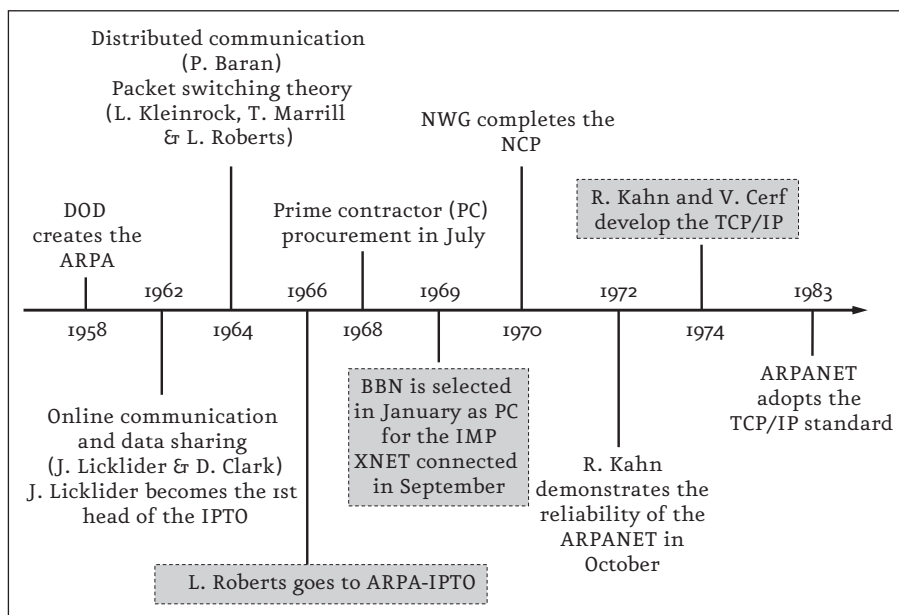 Distributed communication
(P. Baran)
Packet switching theory
(L. Kleinrock, T. Marrill
& L. Roberts)
NWG completes the
NCP
R. Kahn and V. Cerf
develop the TCP/IP
DOD
creates the
ARPA
Prime contractor (PC)
procurement in July
1962
1966
1969
1972
1983
1958
1964
1968
1970
1974
Online communication
and data sharing
(J. Licklider & D. Clark)
J. Licklider becomes the 1st
head of the IPTO
BBN is selected
in January as PC
for the IMP
XNET connected
in September
ARPANET
adopts the
TCP/IP standard
R. Kahn
demonstrates the
reliability of the
ARPANET in
October
L. Roberts goes to ARPA-IPTO